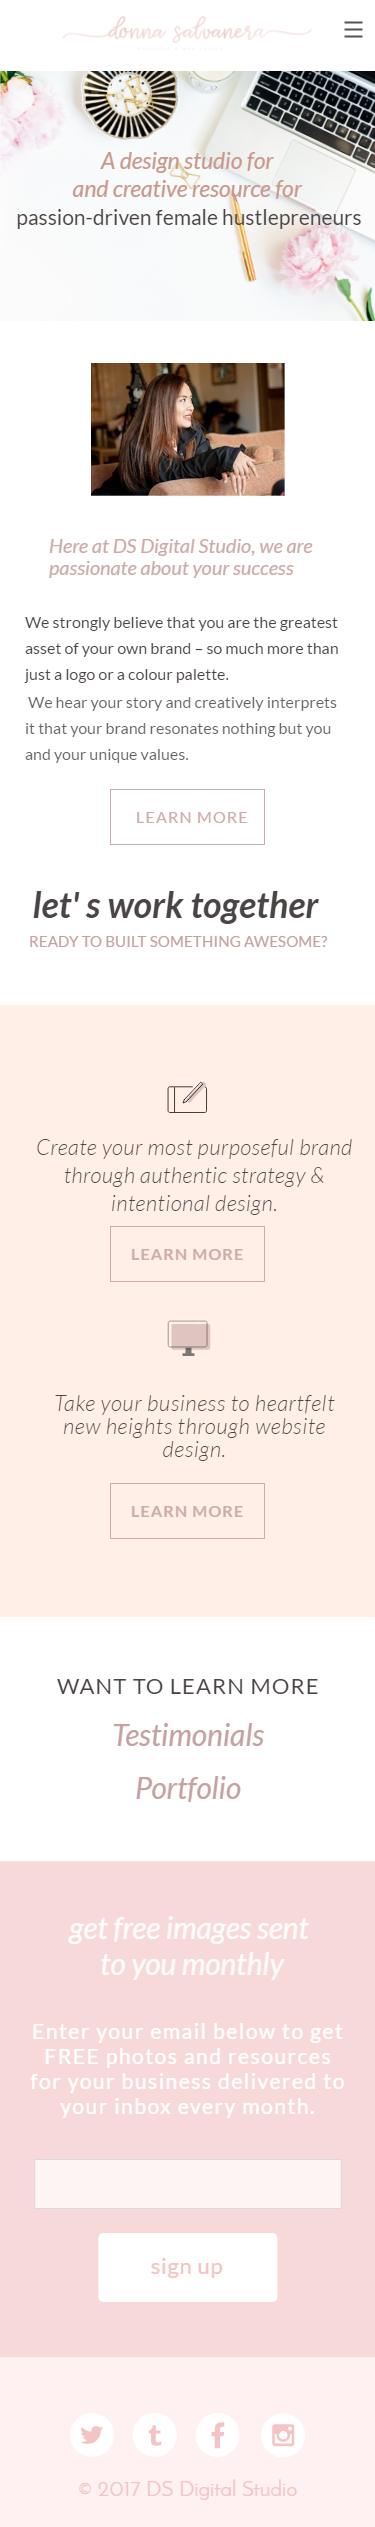 donna salvanera
A design studio for
and creative resource for
passion-driven female hustlepreneurs
Here at DS Digital Studio, we are
passionate about your success
We strongly believe that you are the greatest
asset of your own brand – so much more than
just a logo or a colour palette.
We hear your story and creatively interprets
it that your brand resonates nothing but you
and your unique values.
LEARN MORE
let' s work together
READY TO BUILT SOMETHING AWESOME?
Create your most purposeful brand
through authentic strategy &
intentional design.
LEARN MORE
Take your business to heartfelt
new heights through website
design.
LEARN MORE
WANT TO LEARN MORE
Testimonials
Portfolio
get free images sent
to you monthly
Enter your email below to get
FREE photos and resources
for your business delivered to
your inbox every month.
sign up
© 2017 DS Digital Studio